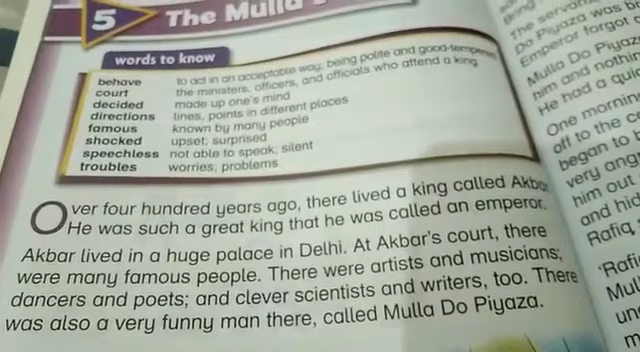 5 The Mulla
words to know
behave to act in an acceptable way; being polite and good-tempered
court the ministers, officers, and officials who attend a king
decided made up one's mind
directions lines, points in different places
famous known by many people
shocked upset; surprised
speechless not able to speak; silent
troubles worries; problems
Over four hundred years ago, there lived a king called Akbar
He was such a great king that he was called an emperor.
Akbar lived in a huge palace in Delhi. At Akbar's court, there
were many famous people. There were artists and musicians;
dancers and poets; and clever scientists and writers, too. There
was also a very funny man there, called Mulla Do Piyaza.
The servan
Do Piyaza was b
Emperor forgot
Mulla Do Piyaz
him and nothin
He had a qui
One mornin
off to the c
began to
very ang
him out
and hid
Rafiq,
'Rafi
Mul
un